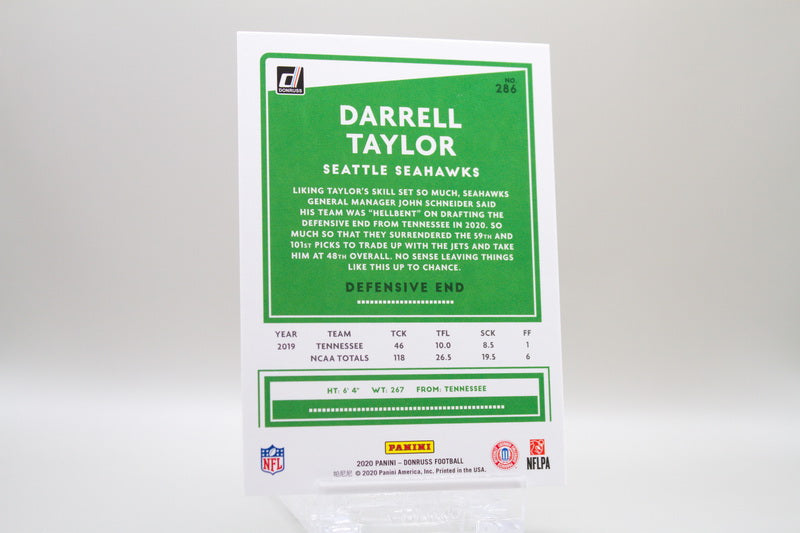 DONRUSS
NO.
286
DARRELL
TAYLOR
SEATTLE SEAHAWKS
LIKING TAYLOR'S SKILL SET SO MUCH, SEAHAWKS
GENERAL MANAGER JOHN SCHNEIDER SAID
HIS TEAM WAS "HELLBENT" ON DRAFTING THE
DEFENSIVE END FROM TENNESSEE IN 2020. SO
MUCH SO THAT THEY SURRENDERED THE 59TH AND
101ST PICKS TO TRADE UP WITH THE JETS AND TAKE
HIM AT 48TH OVERALL. NO SENSE LEAVING THINGS
LIKE THIS UP TO CHANCE.
DEFENSIVE END
YEAR TEAM TCK TFL SCK FF
2019 TENNESSEE 46 10.0 8.5 1
NCAA TOTALS 118 26.5 19.5 6
HT: 6' 4" WT: 267 FROM: TENNESSEE
NFL
PANINI
2020 PANINI – DONRUSS FOOTBALL
帕尼尼 © 2020 Panini America, Inc. Printed in the USA.
NFLPA